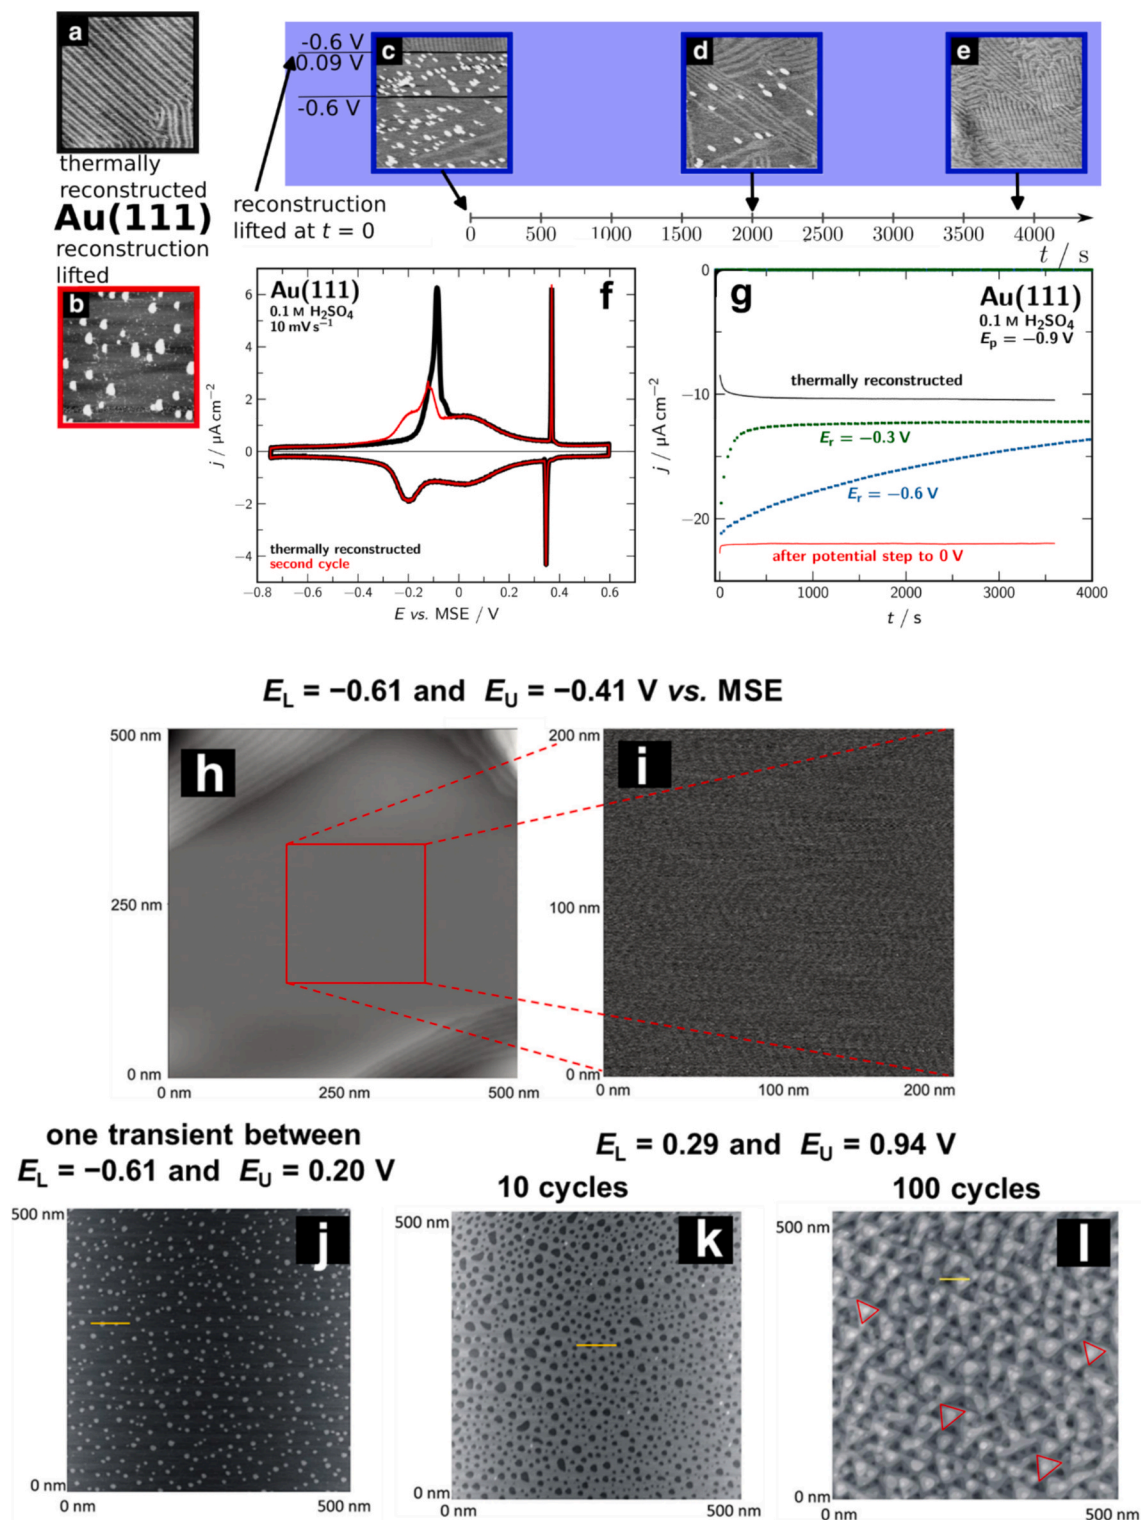 a
thermally
reconstructed
Au(111)
reconstruction
lifted
b
-0.6 V
0.09 V
-0.6 V
c
d
e
reconstruction
lifted at t = 0
0 500 1000 1500 2000 2500 3000 3500 4000
t / s
f
Au(111)
0.1 M H₂SO₄
10 mV s⁻¹
6
4
2
0
−2
−4
j / µA cm⁻²
thermally reconstructed
second cycle
−0.8 −0.6 −0.4 −0.2 0 0.2 0.4 0.6
E vs. MSE / V
g
Au(111)
0.1 M H₂SO₄
Eₚ = −0.9 V
0
−10
−20
j / µA cm⁻²
thermally reconstructed
Eᵣ = −0.3 V
Eᵣ = −0.6 V
after potential step to 0 V
0 1000 2000 3000 4000
t / s
E_L = −0.61 and E_U = −0.41 V vs. MSE
h
500 nm
250 nm
0 nm
0 nm 250 nm 500 nm
i
200 nm
100 nm
0 nm
0 nm 100 nm 200 nm
one transient between
E_L = −0.61 and E_U = 0.20 V
E_L = 0.29 and E_U = 0.94 V
10 cycles
100 cycles
j
500 nm
0 nm
0 nm 500 nm
k
500 nm
0 nm
0 nm 500 nm
l
500 nm
0 nm
0 nm 500 nm